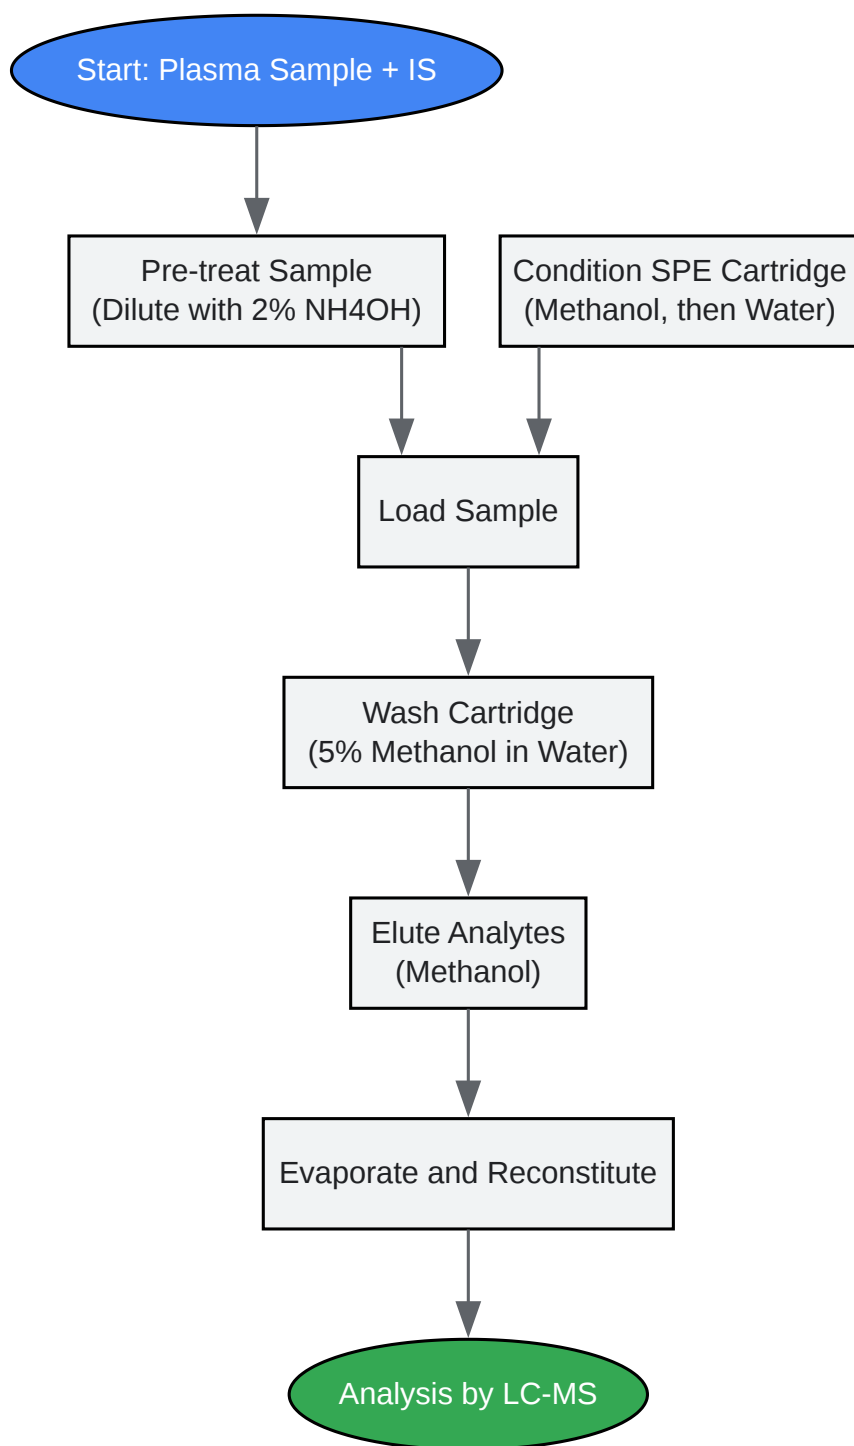 Start: Plasma Sample + IS
Pre-treat Sample
(Dilute with 2% NH4OH)
Condition SPE Cartridge
(Methanol, then Water)
Load Sample
Wash Cartridge
(5% Methanol in Water)
Elute Analytes
(Methanol)
Evaporate and Reconstitute
Analysis by LC-MS